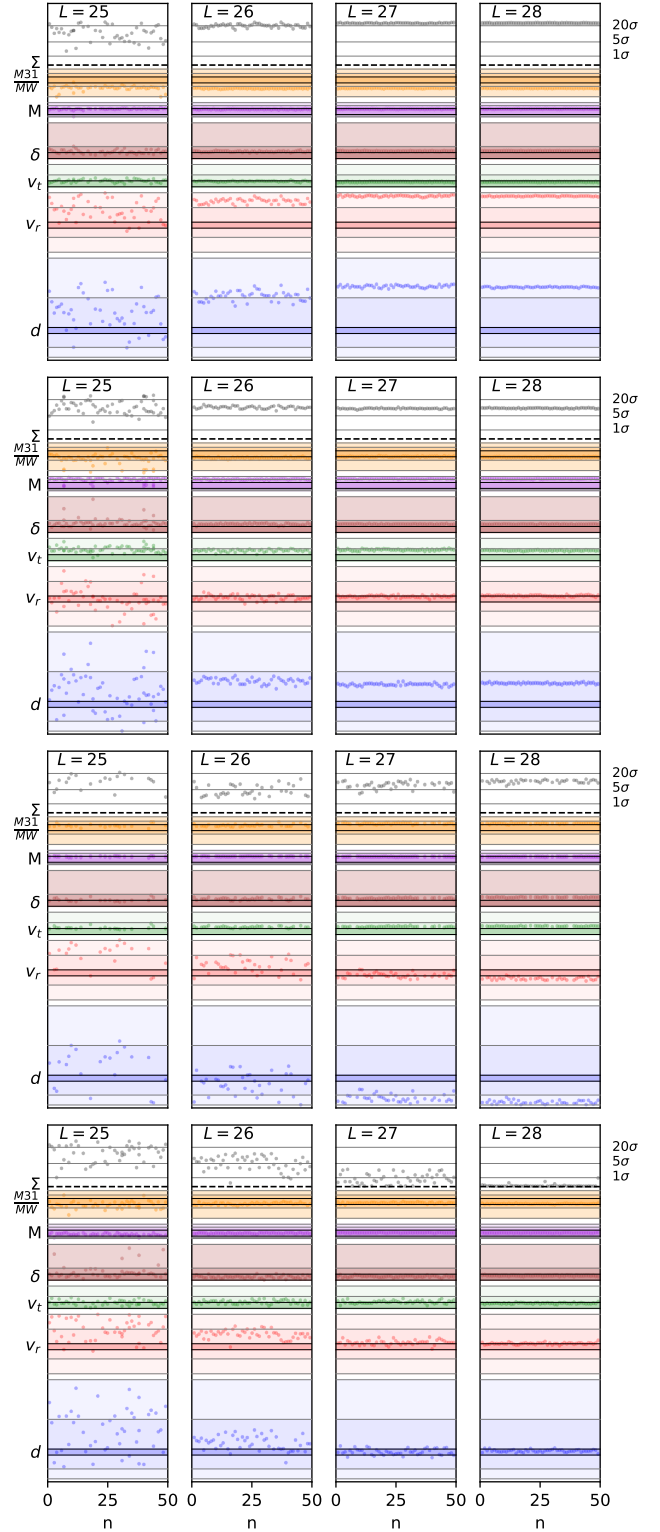 L = 25 L = 26 L = 27 L = 28
20σ
5σ
1σ
Σ
M31
MW
M
δ
v_t
v_r
d
L = 25 L = 26 L = 27 L = 28
20σ
5σ
1σ
Σ
M31
MW
M
δ
v_t
v_r
d
L = 25 L = 26 L = 27 L = 28
20σ
5σ
1σ
Σ
M31
MW
M
δ
v_t
v_r
d
L = 25 L = 26 L = 27 L = 28
20σ
5σ
1σ
Σ
M31
MW
M
δ
v_t
v_r
d
0 25 50 0 25 50 0 25 50 0 25 50
n n n n